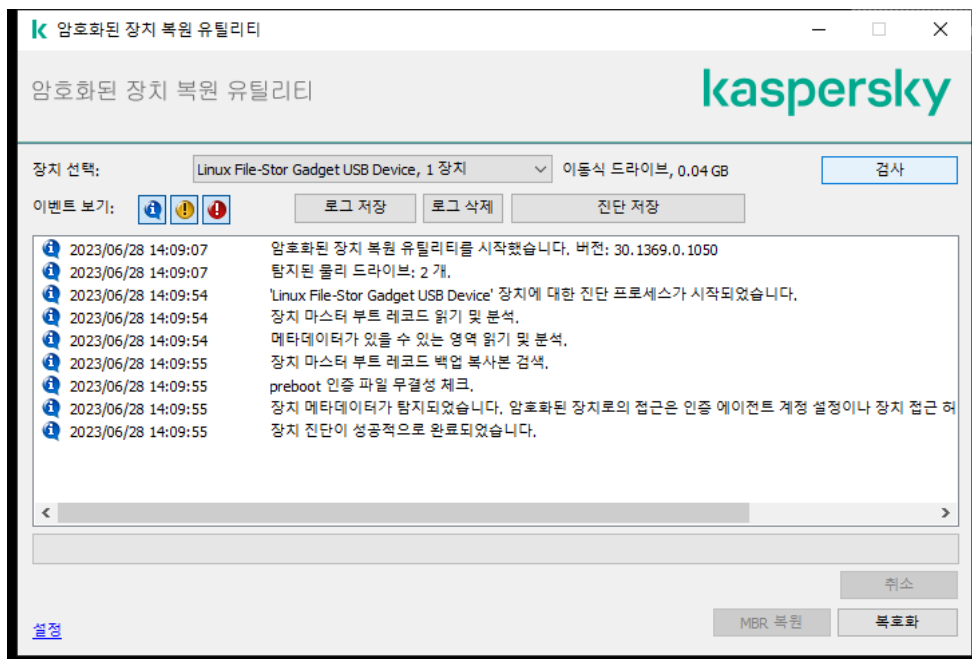 암호화된 장치 복원 유틸리티
암호화된 장치 복원 유틸리티
kaspersky
장치 선택: Linux File-Stor Gadget USB Device, 1 장치 이동식 드라이브, 0.04 GB 검사
이벤트 보기: 로그 저장 로그 삭제 진단 저장
2023/06/28 14:09:07 암호화된 장치 복원 유틸리티를 시작했습니다. 버전: 30.1369.0.1050
2023/06/28 14:09:07 탐지된 물리 드라이브: 2 개.
2023/06/28 14:09:54 'Linux File-Stor Gadget USB Device' 장치에 대한 진단 프로세스가 시작되었습니다.
2023/06/28 14:09:54 장치 마스터 부트 레코드 읽기 및 분석.
2023/06/28 14:09:54 메타데이터가 있을 수 있는 영역 읽기 및 분석.
2023/06/28 14:09:55 장치 마스터 부트 레코드 백업 복사본 검색.
2023/06/28 14:09:55 preboot 인증 파일 무결성 체크.
2023/06/28 14:09:55 장치 메타데이터가 탐지되었습니다. 암호화된 장치로의 접근은 인증 에이전트 계정 설정이나 장치 접근 허
2023/06/28 14:09:55 장치 진단이 성공적으로 완료되었습니다.
취소
설정 MBR 복원 복호화